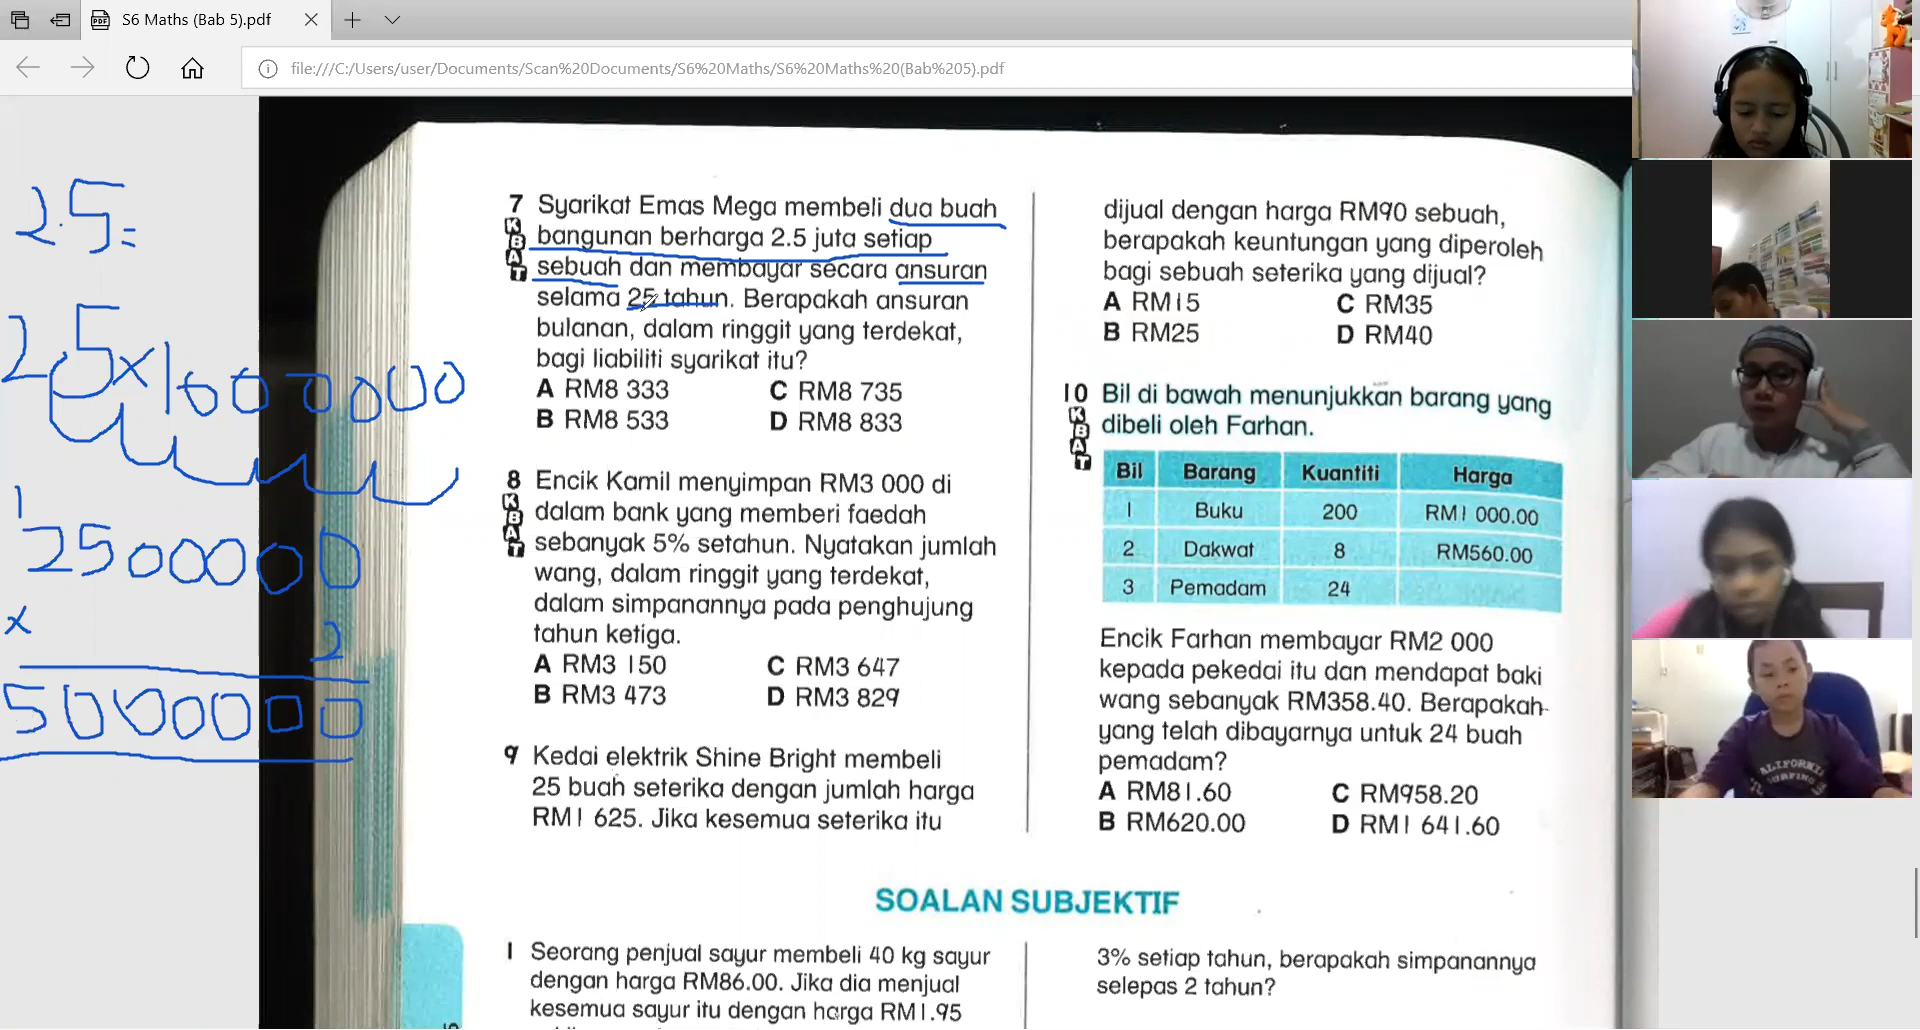 S6 Maths (Bab 5).pdf
file:///C:/Users/user/Documents/Scan%20Documents/S6%20Maths/S6%20Maths%20(Bab%205).pdf
2.5=
2.5×1000000
1
2500000
×
2
5000000
7 Syarikat Emas Mega membeli dua buah
bangunan berharga 2.5 juta setiap
sebuah dan membayar secara ansuran
selama 25 tahun. Berapakah ansuran
bulanan, dalam ringgit yang terdekat,
bagi liabiliti syarikat itu?
KBAT
A RM8 333 C RM8 735
B RM8 533 D RM8 833
8 Encik Kamil menyimpan RM3 000 di
dalam bank yang memberi faedah
sebanyak 5% setahun. Nyatakan jumlah
wang, dalam ringgit yang terdekat,
dalam simpanannya pada penghujung
tahun ketiga.
KBAT
A RM3 150 C RM3 647
B RM3 473 D RM3 829
9 Kedai elektrik Shine Bright membeli
25 buah seterika dengan jumlah harga
RM1 625. Jika kesemua seterika itu
dijual dengan harga RM90 sebuah,
berapakah keuntungan yang diperoleh
bagi sebuah seterika yang dijual?
A RM15 C RM35
B RM25 D RM40
10 Bil di bawah menunjukkan barang yang
dibeli oleh Farhan.
KBAT
Bil Barang Kuantiti Harga
1 Buku 200 RM1 000.00
2 Dakwat 8 RM560.00
3 Pemadam 24
Encik Farhan membayar RM2 000
kepada pekedai itu dan mendapat baki
wang sebanyak RM358.40. Berapakah
yang telah dibayarnya untuk 24 buah
pemadam?
A RM81.60 C RM958.20
B RM620.00 D RM1 641.60
SOALAN SUBJEKTIF
1 Seorang penjual sayur membeli 40 kg sayur
dengan harga RM86.00. Jika dia menjual
kesemua sayur itu dengan harga RM1.95
3% setiap tahun, berapakah simpanannya
selepas 2 tahun?